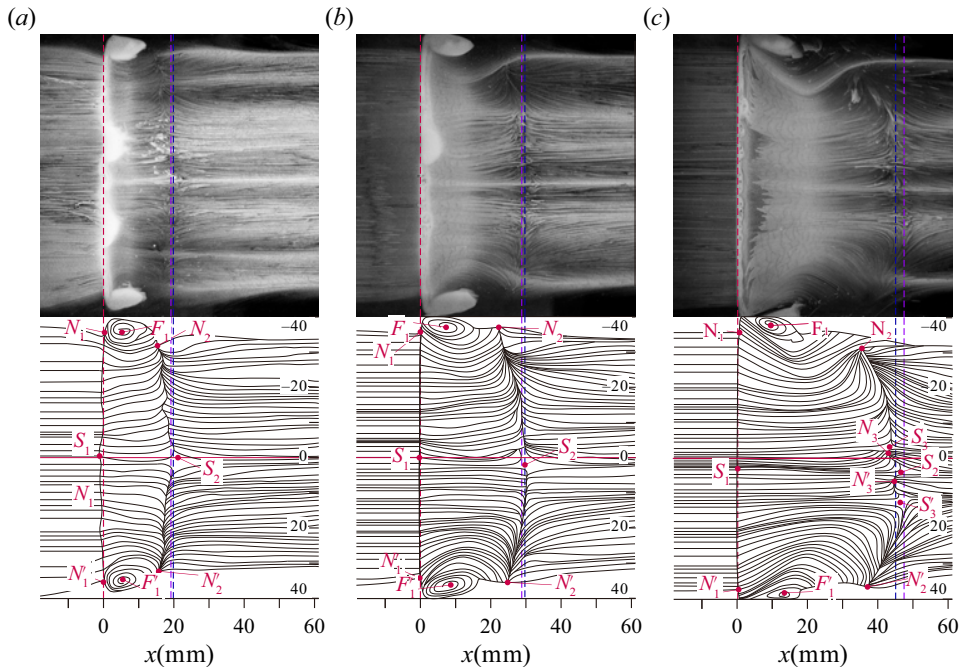 (a) (b) (c)
N₁ F₁ N₂ −40
F₁ N₁ N₂ −40
N₁ F₁ N₂ −40
−20
20
20
S₁ S₂ 0
S₁ S₂ 0
N₃ S₃ 0
S₁ S₂
N₁
N′₃ S′₃
20
20
20
N′₁ F′₁ N′₂ 40
N′₁ F′₁ N′₂ 40
N′₁ F′₁ N′₂ 40
0 20 40 60 0 20 40 60 0 20 40 60
x(mm) x(mm) x(mm)